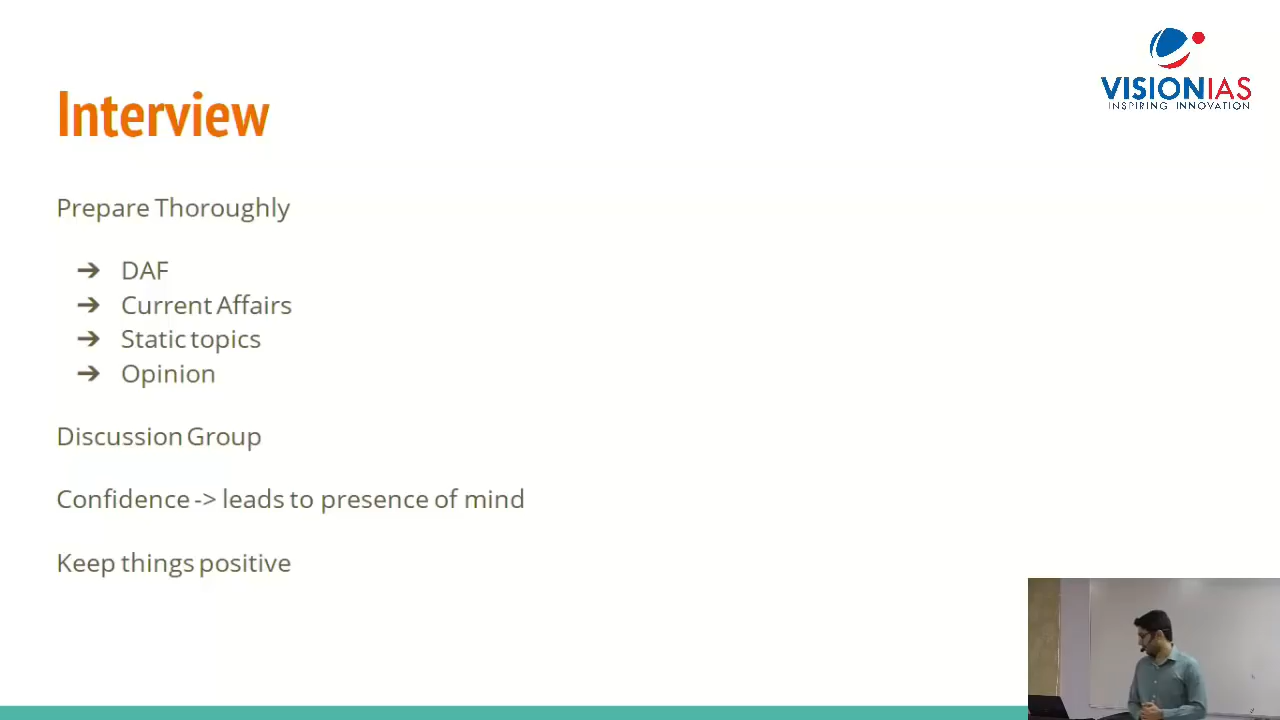 VISIONIAS
INSPIRING INNOVATION
Interview
Prepare Thoroughly
➔ DAF
➔ Current Affairs
➔ Static topics
➔ Opinion
Discussion Group
Confidence -> leads to presence of mind
Keep things positive